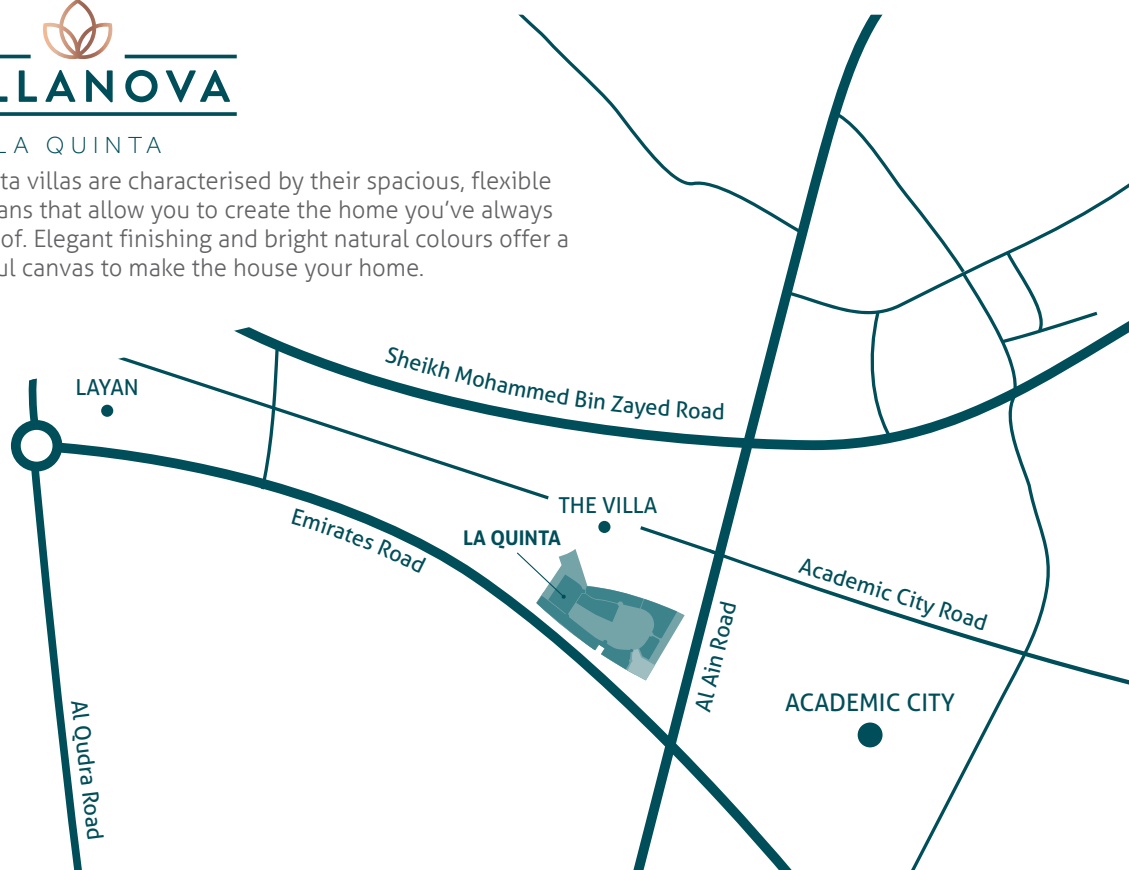 LLANOVA
LA QUINTA
ta villas are characterised by their spacious, flexible
ans that allow you to create the home you've always
of. Elegant finishing and bright natural colours offer a
ul canvas to make the house your home.
Sheikh Mohammed Bin Zayed Road
LAYAN
THE VILLA
LA QUINTA
Emirates Road
Academic City Road
Al Ain Road
ACADEMIC CITY
Al Qudra Road